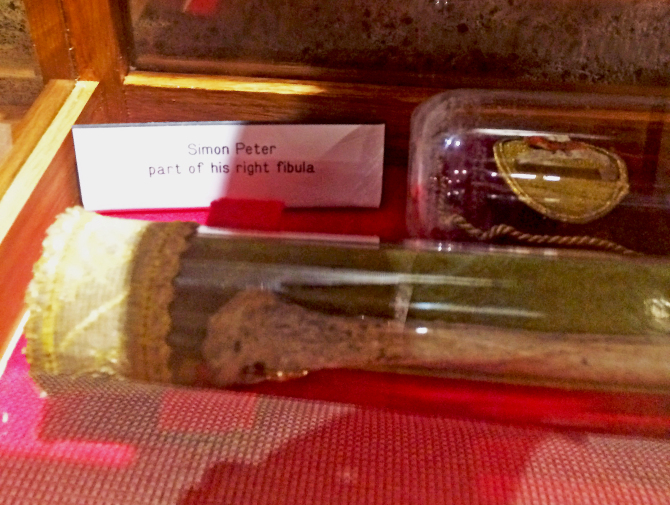 Simon Peter
part of his right fibula